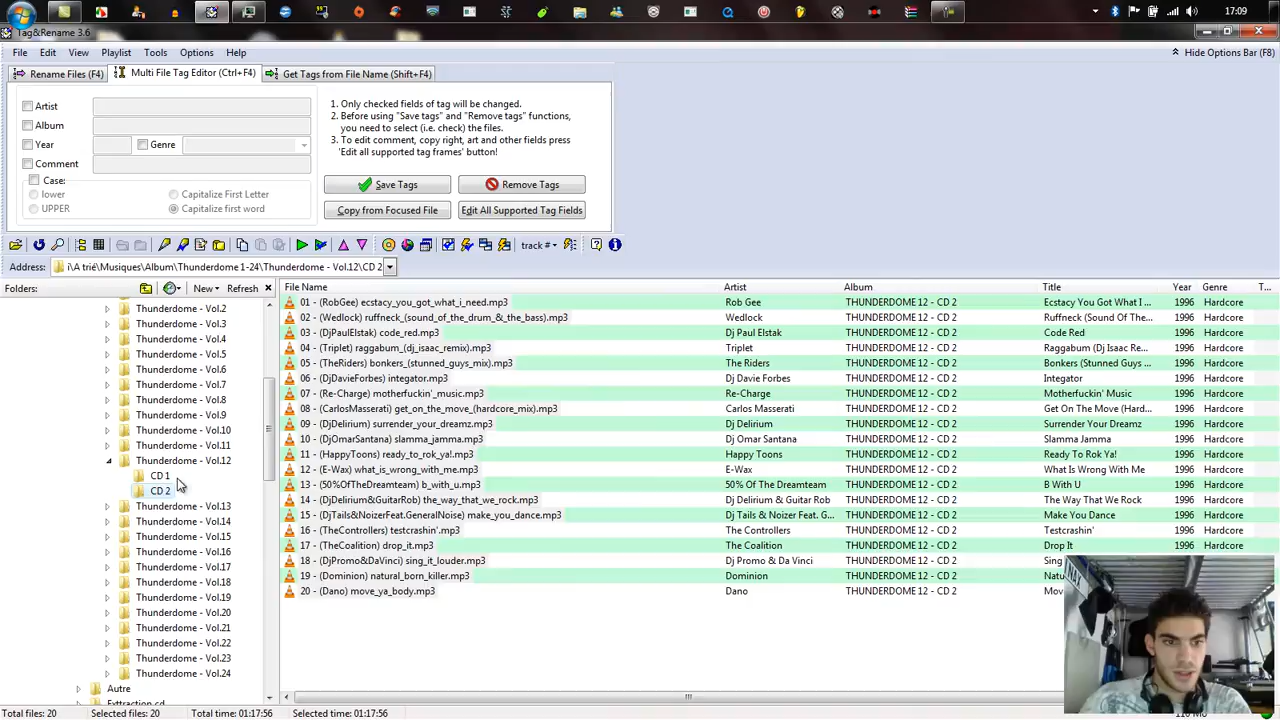 17:09
Tag&Rename 3.6
File Edit View Playlist Tools Options Help
Hide Options Bar (F8)
Rename Files (F4) Multi File Tag Editor (Ctrl+F4) Get Tags from File Name (Shift+F4)
Artist
Album
Year Genre
Comment
Case:
lower Capitalize First Letter
UPPER Capitalize first word
1. Only checked fields of tag will be changed.
2. Before using "Save tags" and "Remove tags" functions,
you need to select (i.e. check) the files.
3. To edit comment, copy right, art and other fields press
'Edit all supported tag frames' button!
Save Tags Remove Tags
Copy from Focused File Edit All Supported Tag Fields
track #
Address: i\A trié\Musiques\Album\Thunderdome 1-24\Thunderdome - Vol.12\CD 2
Folders: New Refresh
Thunderdome - Vol.2
Thunderdome - Vol.3
Thunderdome - Vol.4
Thunderdome - Vol.5
Thunderdome - Vol.6
Thunderdome - Vol.7
Thunderdome - Vol.8
Thunderdome - Vol.9
Thunderdome - Vol.10
Thunderdome - Vol.11
Thunderdome - Vol.12
CD 1
CD 2
Thunderdome - Vol.13
Thunderdome - Vol.14
Thunderdome - Vol.15
Thunderdome - Vol.16
Thunderdome - Vol.17
Thunderdome - Vol.18
Thunderdome - Vol.19
Thunderdome - Vol.20
Thunderdome - Vol.21
Thunderdome - Vol.22
Thunderdome - Vol.23
Thunderdome - Vol.24
Autre
Extraction cd
File Name Artist Album Title Year Genre T...
01 - (RobGee) ecstacy_you_got_what_i_need.mp3 Rob Gee THUNDERDOME 12 - CD 2 Ecstacy You Got What I ... 1996 Hardcore
02 - (Wedlock) ruffneck_(sound_of_the_drum_&_the_bass).mp3 Wedlock THUNDERDOME 12 - CD 2 Ruffneck (Sound Of The... 1996 Hardcore
03 - (DjPaulElstak) code_red.mp3 Dj Paul Elstak THUNDERDOME 12 - CD 2 Code Red 1996 Hardcore
04 - (Triplet) raggabum_(dj_isaac_remix).mp3 Triplet THUNDERDOME 12 - CD 2 Raggabum (Dj Isaac Re... 1996 Hardcore
05 - (TheRiders) bonkers_(stunned_guys_mix).mp3 The Riders THUNDERDOME 12 - CD 2 Bonkers (Stunned Guys ... 1996 Hardcore
06 - (DjDavieForbes) integator.mp3 Dj Davie Forbes THUNDERDOME 12 - CD 2 Integator 1996 Hardcore
07 - (Re-Charge) motherfuckin'_music.mp3 Re-Charge THUNDERDOME 12 - CD 2 Motherfuckin' Music 1996 Hardcore
08 - (CarlosMasserati) get_on_the_move_(hardcore_mix).mp3 Carlos Masserati THUNDERDOME 12 - CD 2 Get On The Move (Hard... 1996 Hardcore
09 - (DjDelirium) surrender_your_dreamz.mp3 Dj Delirium THUNDERDOME 12 - CD 2 Surrender Your Dreamz 1996 Hardcore
10 - (DjOmarSantana) slamma_jamma.mp3 Dj Omar Santana THUNDERDOME 12 - CD 2 Slamma Jamma 1996 Hardcore
11 - (HappyToons) ready_to_rok_ya!.mp3 Happy Toons THUNDERDOME 12 - CD 2 Ready To Rok Ya! 1996 Hardcore
12 - (E-Wax) what_is_wrong_with_me.mp3 E-Wax THUNDERDOME 12 - CD 2 What Is Wrong With Me 1996 Hardcore
13 - (50%OfTheDreamteam) b_with_u.mp3 50% Of The Dreamteam THUNDERDOME 12 - CD 2 B With U 1996 Hardcore
14 - (DjDelirium&GuitarRob) the_way_that_we_rock.mp3 Dj Delirium & Guitar Rob THUNDERDOME 12 - CD 2 The Way That We Rock 1996 Hardcore
15 - (DjTails&NoizerFeat.GeneralNoise) make_you_dance.mp3 Dj Tails & Noizer Feat. G... THUNDERDOME 12 - CD 2 Make You Dance 1996 Hardcore
16 - (TheControllers) testcrashin'.mp3 The Controllers THUNDERDOME 12 - CD 2 Testcrashin' 1996 Hardcore
17 - (TheCoalition) drop_it.mp3 The Coalition THUNDERDOME 12 - CD 2 Drop It 1996 Hardcore
18 - (DjPromo&DaVinci) sing_it_louder.mp3 Dj Promo & Da Vinci THUNDERDOME 12 - CD 2 Sing
19 - (Dominion) natural_born_killer.mp3 Dominion THUNDERDOME 12 - CD 2 Natu
20 - (Dano) move_ya_body.mp3 Dano THUNDERDOME 12 - CD 2 Mov
Total files: 20 Selected files: 20 Total time: 01:17:56 Selected time: 01:17:56